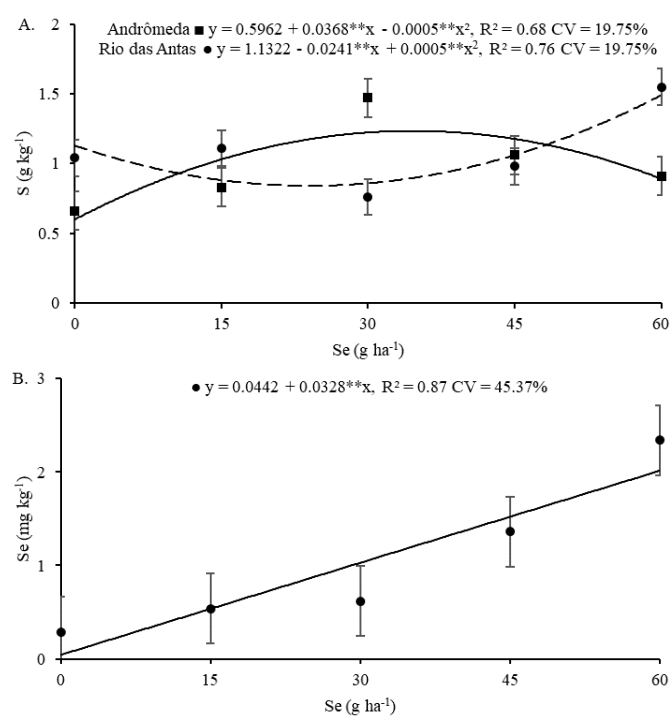 A.
Andrômeda ■ y = 0.5962 + 0.0368**x - 0.0005**x², R² = 0.68 CV = 19.75%
Rio das Antas ● y = 1.1322 - 0.0241**x + 0.0005**x², R² = 0.76 CV = 19.75%
2
1.5
1
0.5
0
S (g kg⁻¹)
0 15 30 45 60
Se (g ha⁻¹)
B.
● y = 0.0442 + 0.0328**x, R² = 0.87 CV = 45.37%
3
2
1
0
Se (mg kg⁻¹)
0 15 30 45 60
Se (g ha⁻¹)